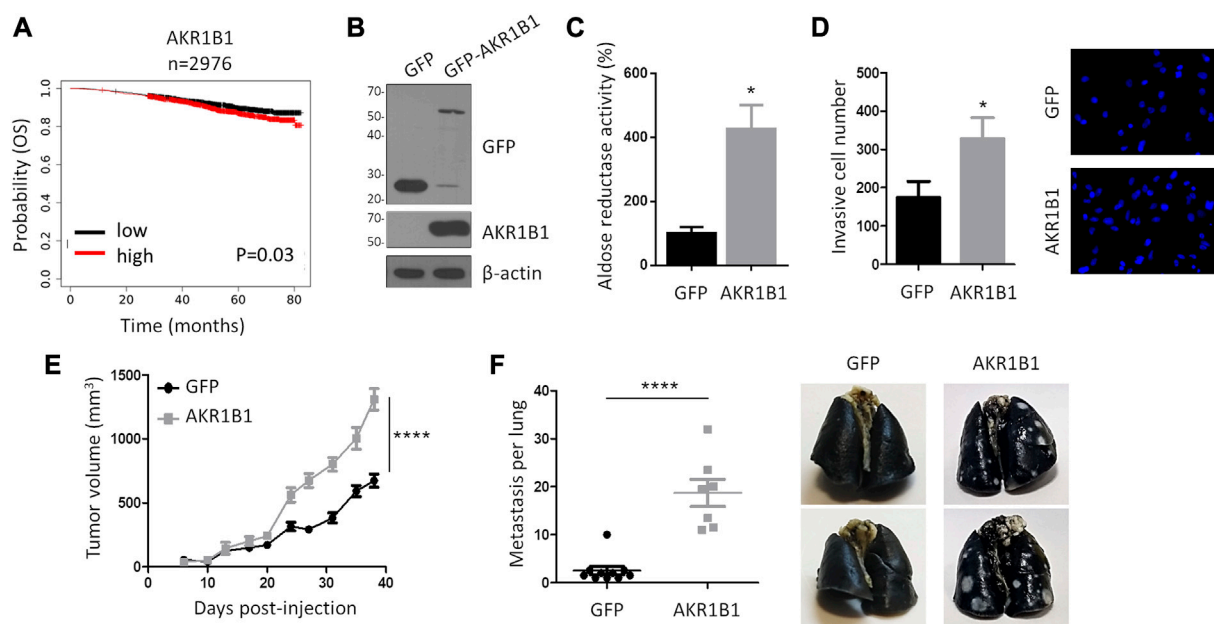 A
AKR1B1
n=2976
Probability (OS)
1.0
0.8
0.6
0.4
0.2
0.0
low
high
P=0.03
0
20
40
60
80
Time (months)
B
GFP
GFP-AKR1B1
70-
50-
40-
30-
20-
GFP
70-
50-
AKR1B1
β-actin
C
Aldose reductase activity (%)
600
400
200
0
*
GFP
AKR1B1
D
Invasive cell number
500
400
300
200
100
0
*
GFP
AKR1B1
GFP
AKR1B1
E
Tumor volume (mm³)
1500
1000
500
0
GFP
AKR1B1
****
0
10
20
30
40
Days post-injection
F
Metastasis per lung
40
30
20
10
0
****
GFP
AKR1B1
GFP
AKR1B1